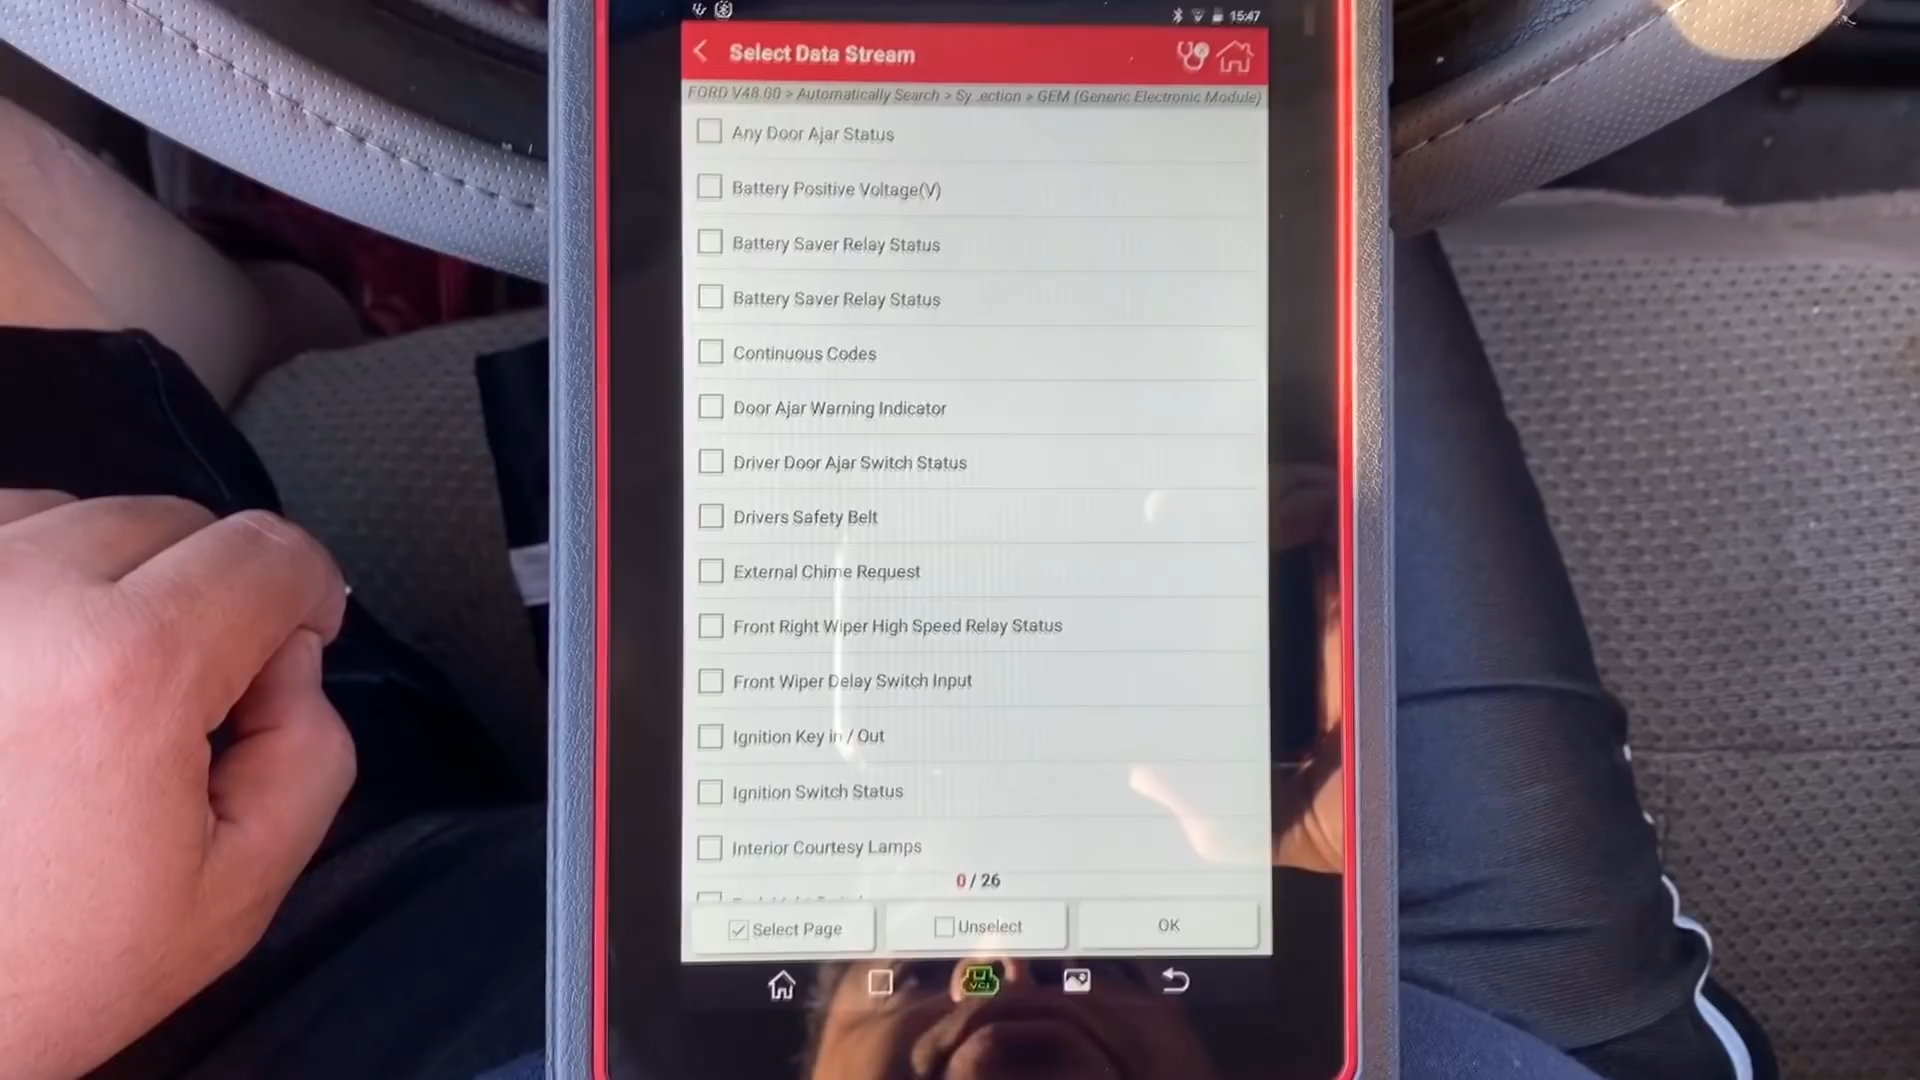 15:47
Select Data Stream
FORD V48.00 > Automatically Search > Sy...ection > GEM (Generic Electronic Module)
Any Door Ajar Status
Battery Positive Voltage(V)
Battery Saver Relay Status
Battery Saver Relay Status
Continuous Codes
Door Ajar Warning Indicator
Driver Door Ajar Switch Status
Drivers Safety Belt
External Chime Request
Front Right Wiper High Speed Relay Status
Front Wiper Delay Switch Input
Ignition Key in / Out
Ignition Switch Status
Interior Courtesy Lamps
0 / 26
Select Page
Unselect
OK
VCI